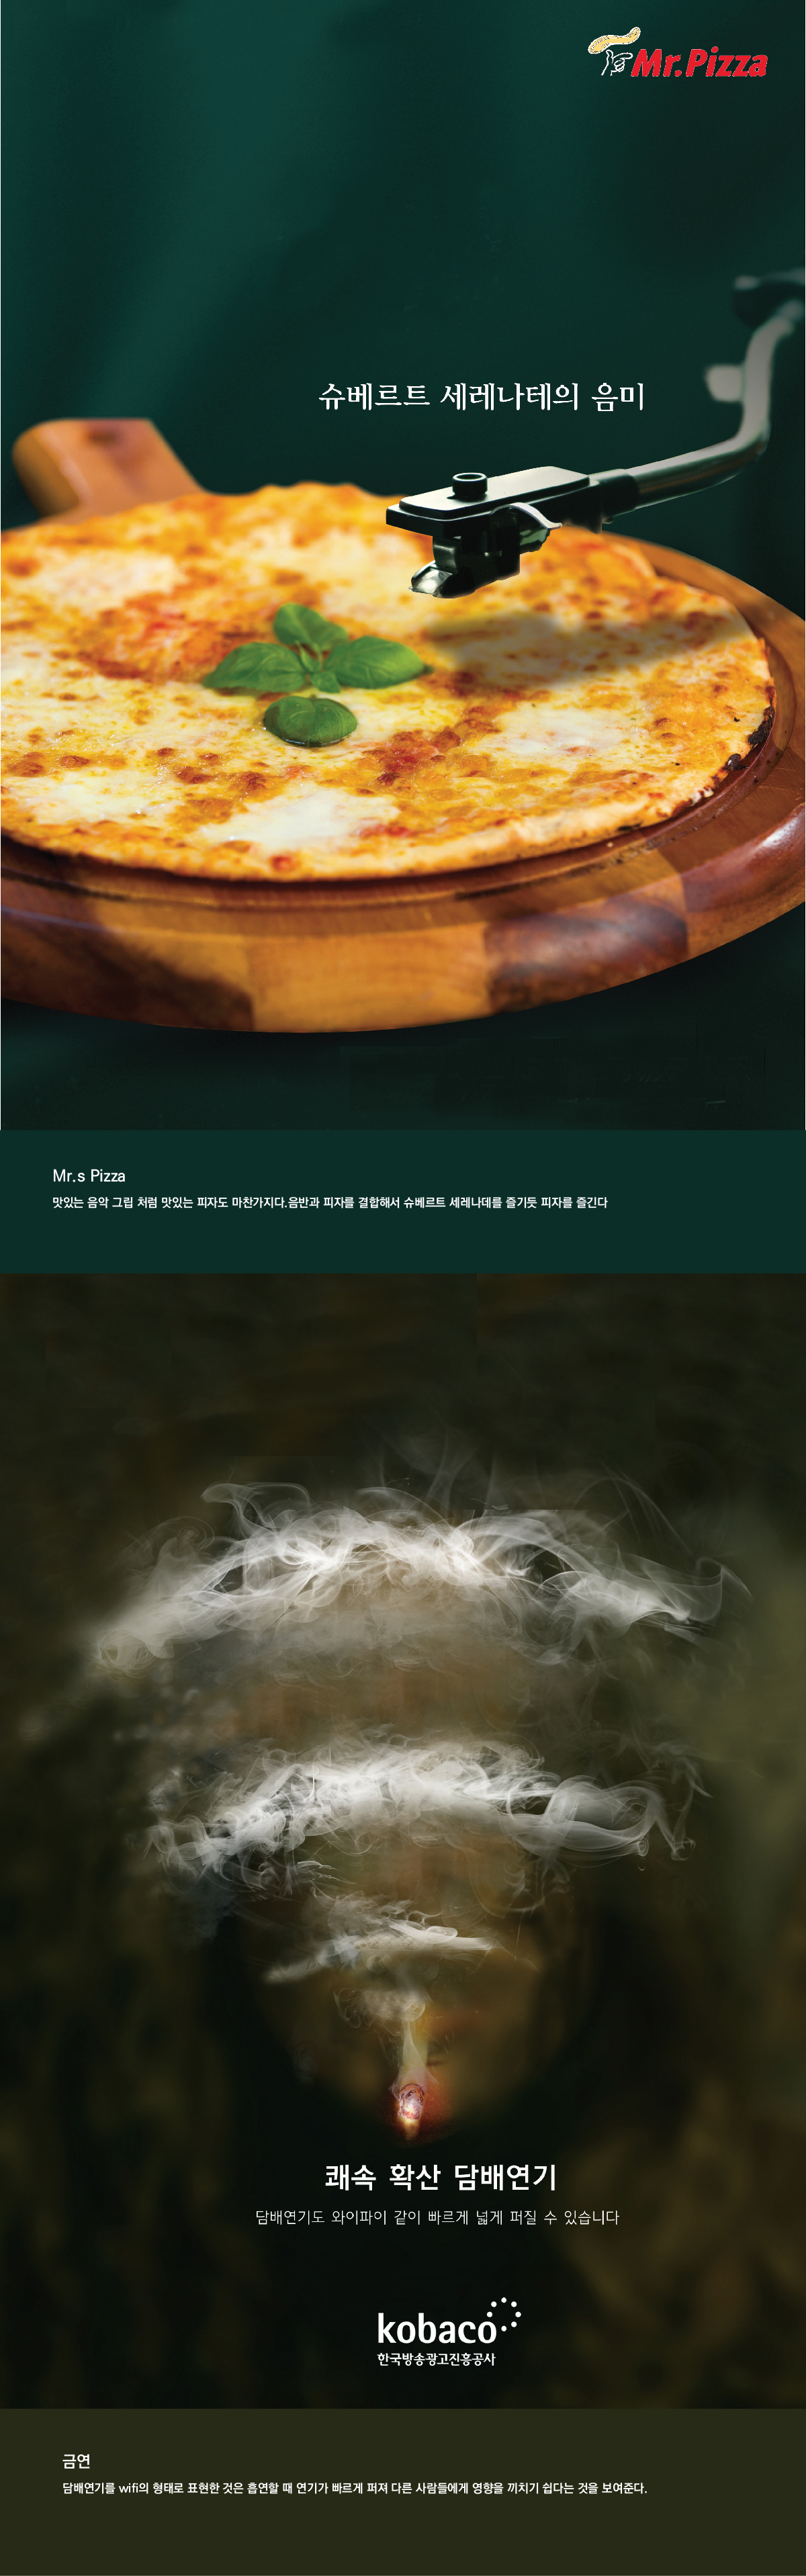 Mr.Pizza
슈베르트 세레나테의 음미
Mr.s Pizza
맛있는 음악 그립 처럼 맛있는 피자도 마찬가지다.음반과 피자를 결합해서 슈베르트 세레나데를 즐기듯 피자를 즐긴다
쾌속 확산 담배연기
담배연기도 와이파이 같이 빠르게 넓게 퍼질 수 있습니다
kobaco
한국방송광고진흥공사
금연
담배연기를 wifi의 형태로 표현한 것은 흡연할 때 연기가 빠르게 퍼져 다른 사람들에게 영향을 끼치기 쉽다는 것을 보여준다.